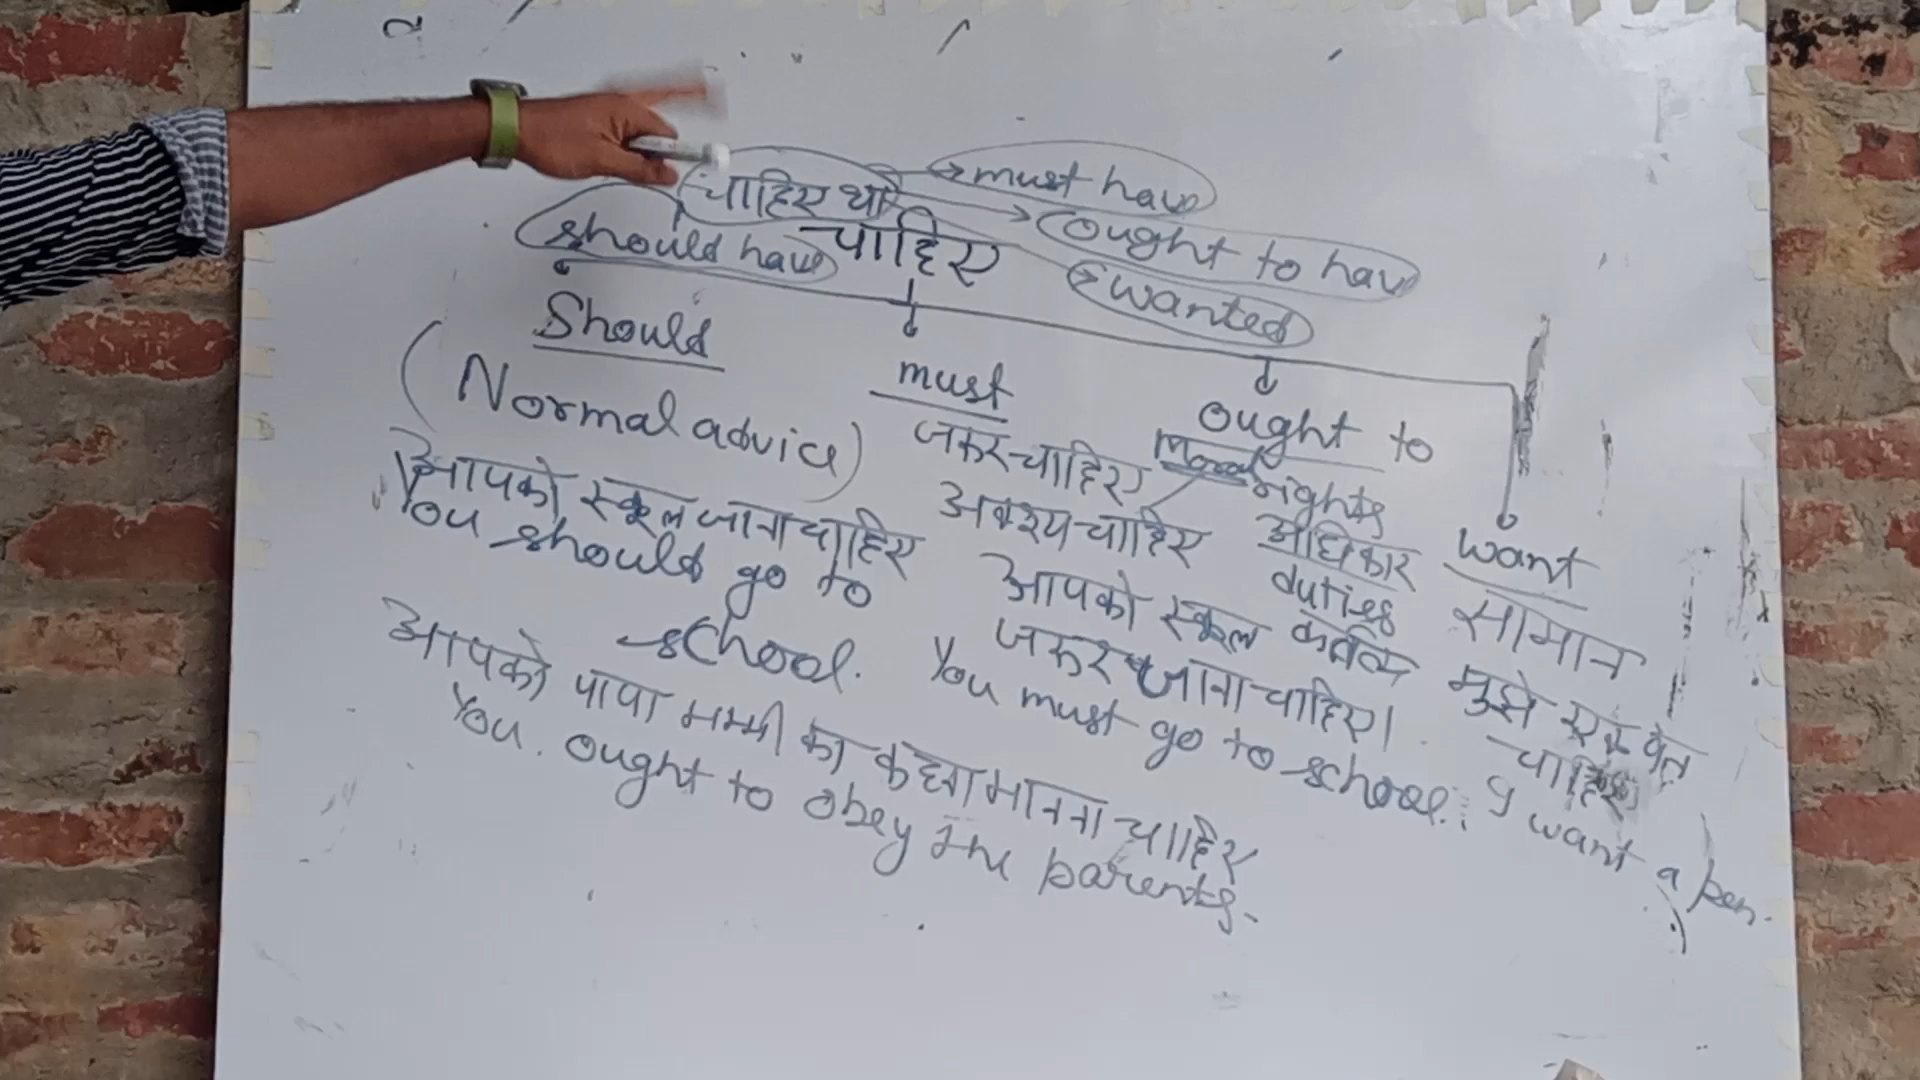 चाहिए था → must have
→ ought to have
should have चाहिए
→ wanted
Should
must
ought to
want
(Normal advice)
जरूर चाहिए
अवश्य चाहिए
Moral rights
अधिकार
duties
कर्तव्य
सामान
आपको स्कूल जाना चाहिए
You should go to
school.
आपको स्कूल
जरूर जाना चाहिए।
You must go to school.
मुझे एक पेन
चाहिए
I want a pen.
आपको पापा मम्मी का कहना मानना चाहिए
You. ought to obey the parents.